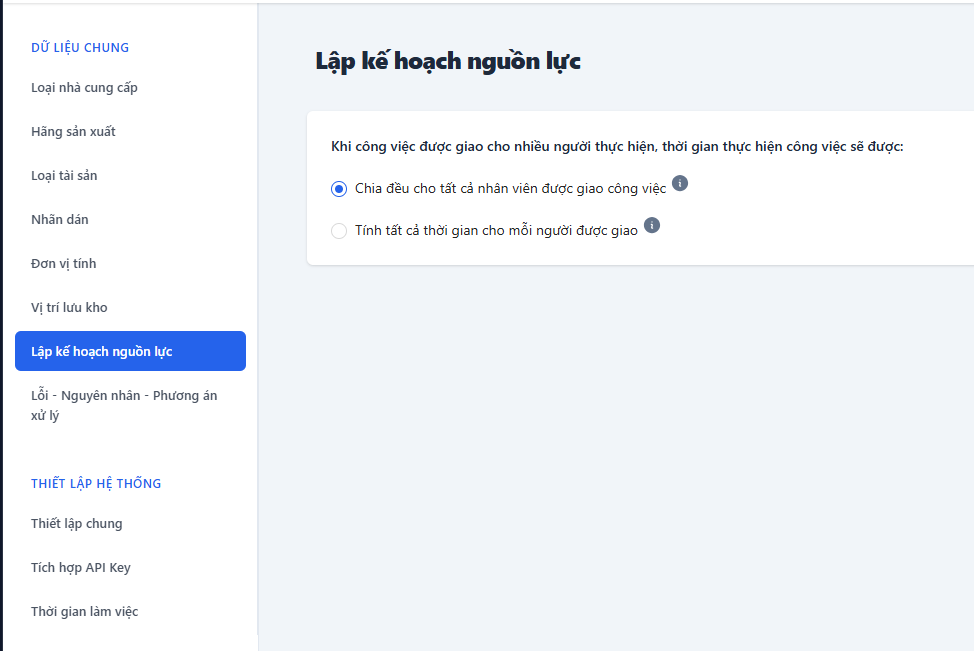 DỮ LIỆU CHUNG
Loại nhà cung cấp
Hãng sản xuất
Loại tài sản
Nhãn dán
Đơn vị tính
Vị trí lưu kho
Lập kế hoạch nguồn lực
Lỗi - Nguyên nhân - Phương án
xử lý
THIẾT LẬP HỆ THỐNG
Thiết lập chung
Tích hợp API Key
Thời gian làm việc
Lập kế hoạch nguồn lực
Khi công việc được giao cho nhiều người thực hiện, thời gian thực hiện công việc sẽ được:
Chia đều cho tất cả nhân viên được giao công việc
Tính tất cả thời gian cho mỗi người được giao